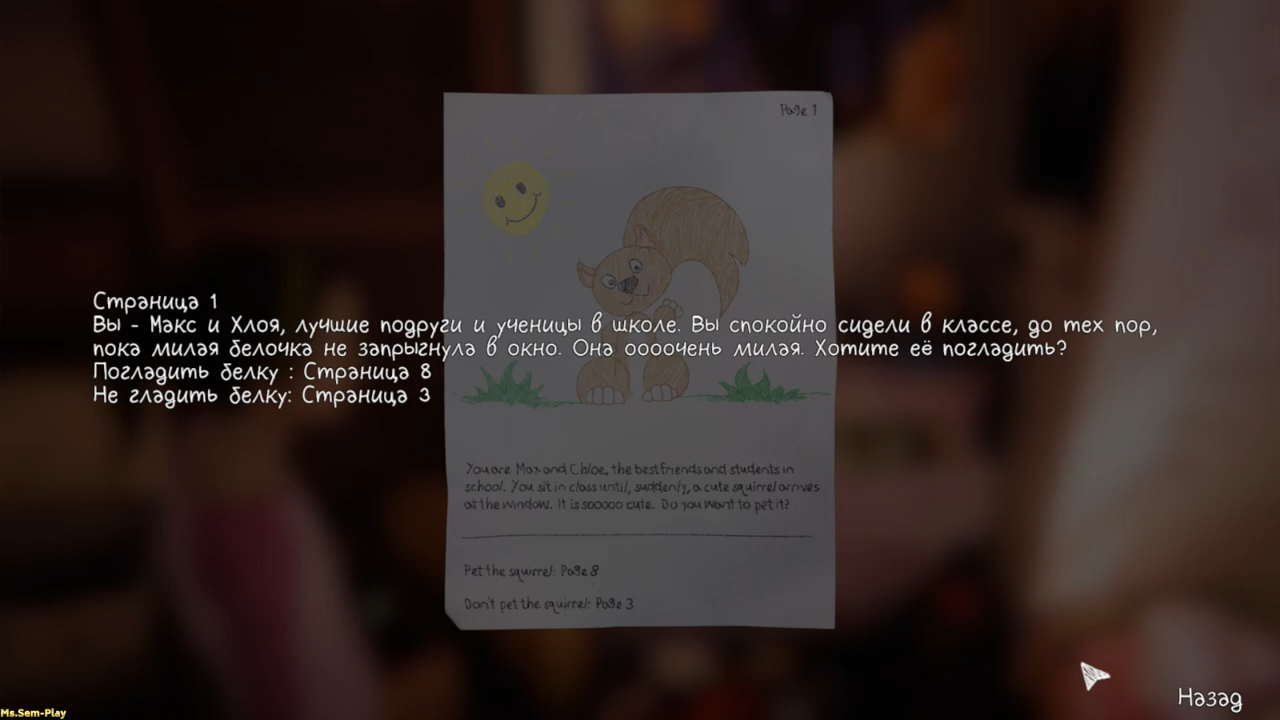 Page 1
Страница 1
Вы - Макс и Хлоя, лучшие подруги и ученицы в школе. Вы спокойно сидели в классе, до тех пор,
пока милая белочка не запрыгнула в окно. Она оооочень милая. Хотите её погладить?
Погладить белку : Страница 8
Не гладить белку: Страница 3
You are Max and Chloe, the best friends and students in
school. You sit in class until, suddenly, a cute squirrel arrives
at the window. It is sooooo cute. Do you want to pet it?
Pet the squirrel: Page 8
Don't pet the squirrel: Page 3
Назад
Ms.Sem-Play